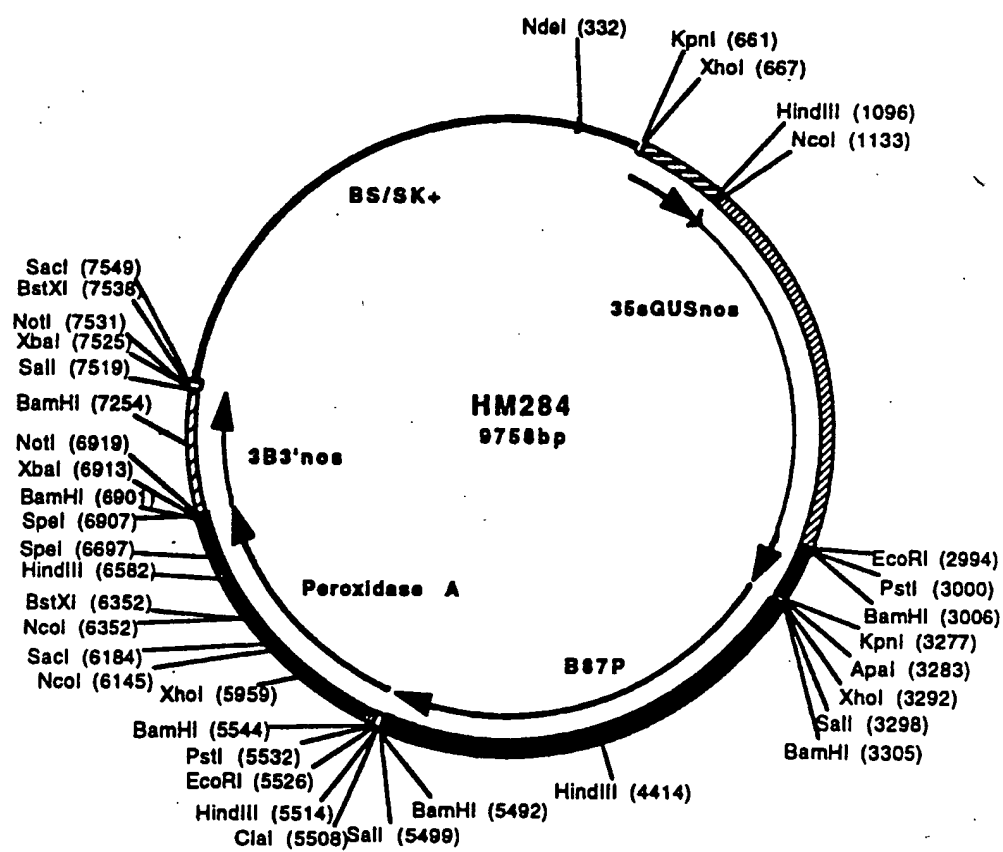 NdeI (332)
KpnI (661)
XhoI (667)
HindIII (1096)
NcoI (1133)
BS/SK+
SacI (7549)
BstXI (7538)
NotI (7531)
XbaI (7525)
SalI (7519)
BamHI (7254)
NotI (6919)
XbaI (6913)
BamHI (6901)
SpeI (6907)
SpeI (6697)
HindIII (6582)
BstXI (6352)
NcoI (6352)
SacI (6184)
NcoI (6145)
XhoI (5959)
BamHI (5544)
PstI (5532)
EcoRI (5526)
HindIII (5514)
ClaI (5508)
SalI (5499)
BamHI (5492)
HindIII (4414)
35sGUSnos
HM284
9758bp
3B3'nos
Peroxidase A
B87P
EcoRI (2994)
PstI (3000)
BamHI (3006)
KpnI (3277)
ApaI (3283)
XhoI (3292)
SalI (3298)
BamHI (3305)